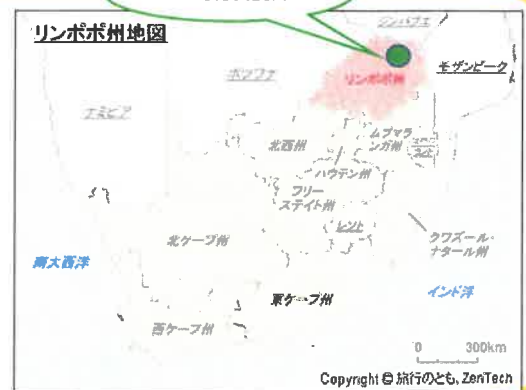 リンポポ州地図
ジンバブエ
モザンビーク
リンポポ州
ボツワナ
ナミビア
ムプマラ
ンガ州
北西州
ハウテン州
フリー
ステイト州
レソト
クワズール・
ナタール州
北ケープ州
南大西洋
東ケープ州
インド洋
西ケープ州
0 300km
Copyright © 旅行のとも、ZenTech